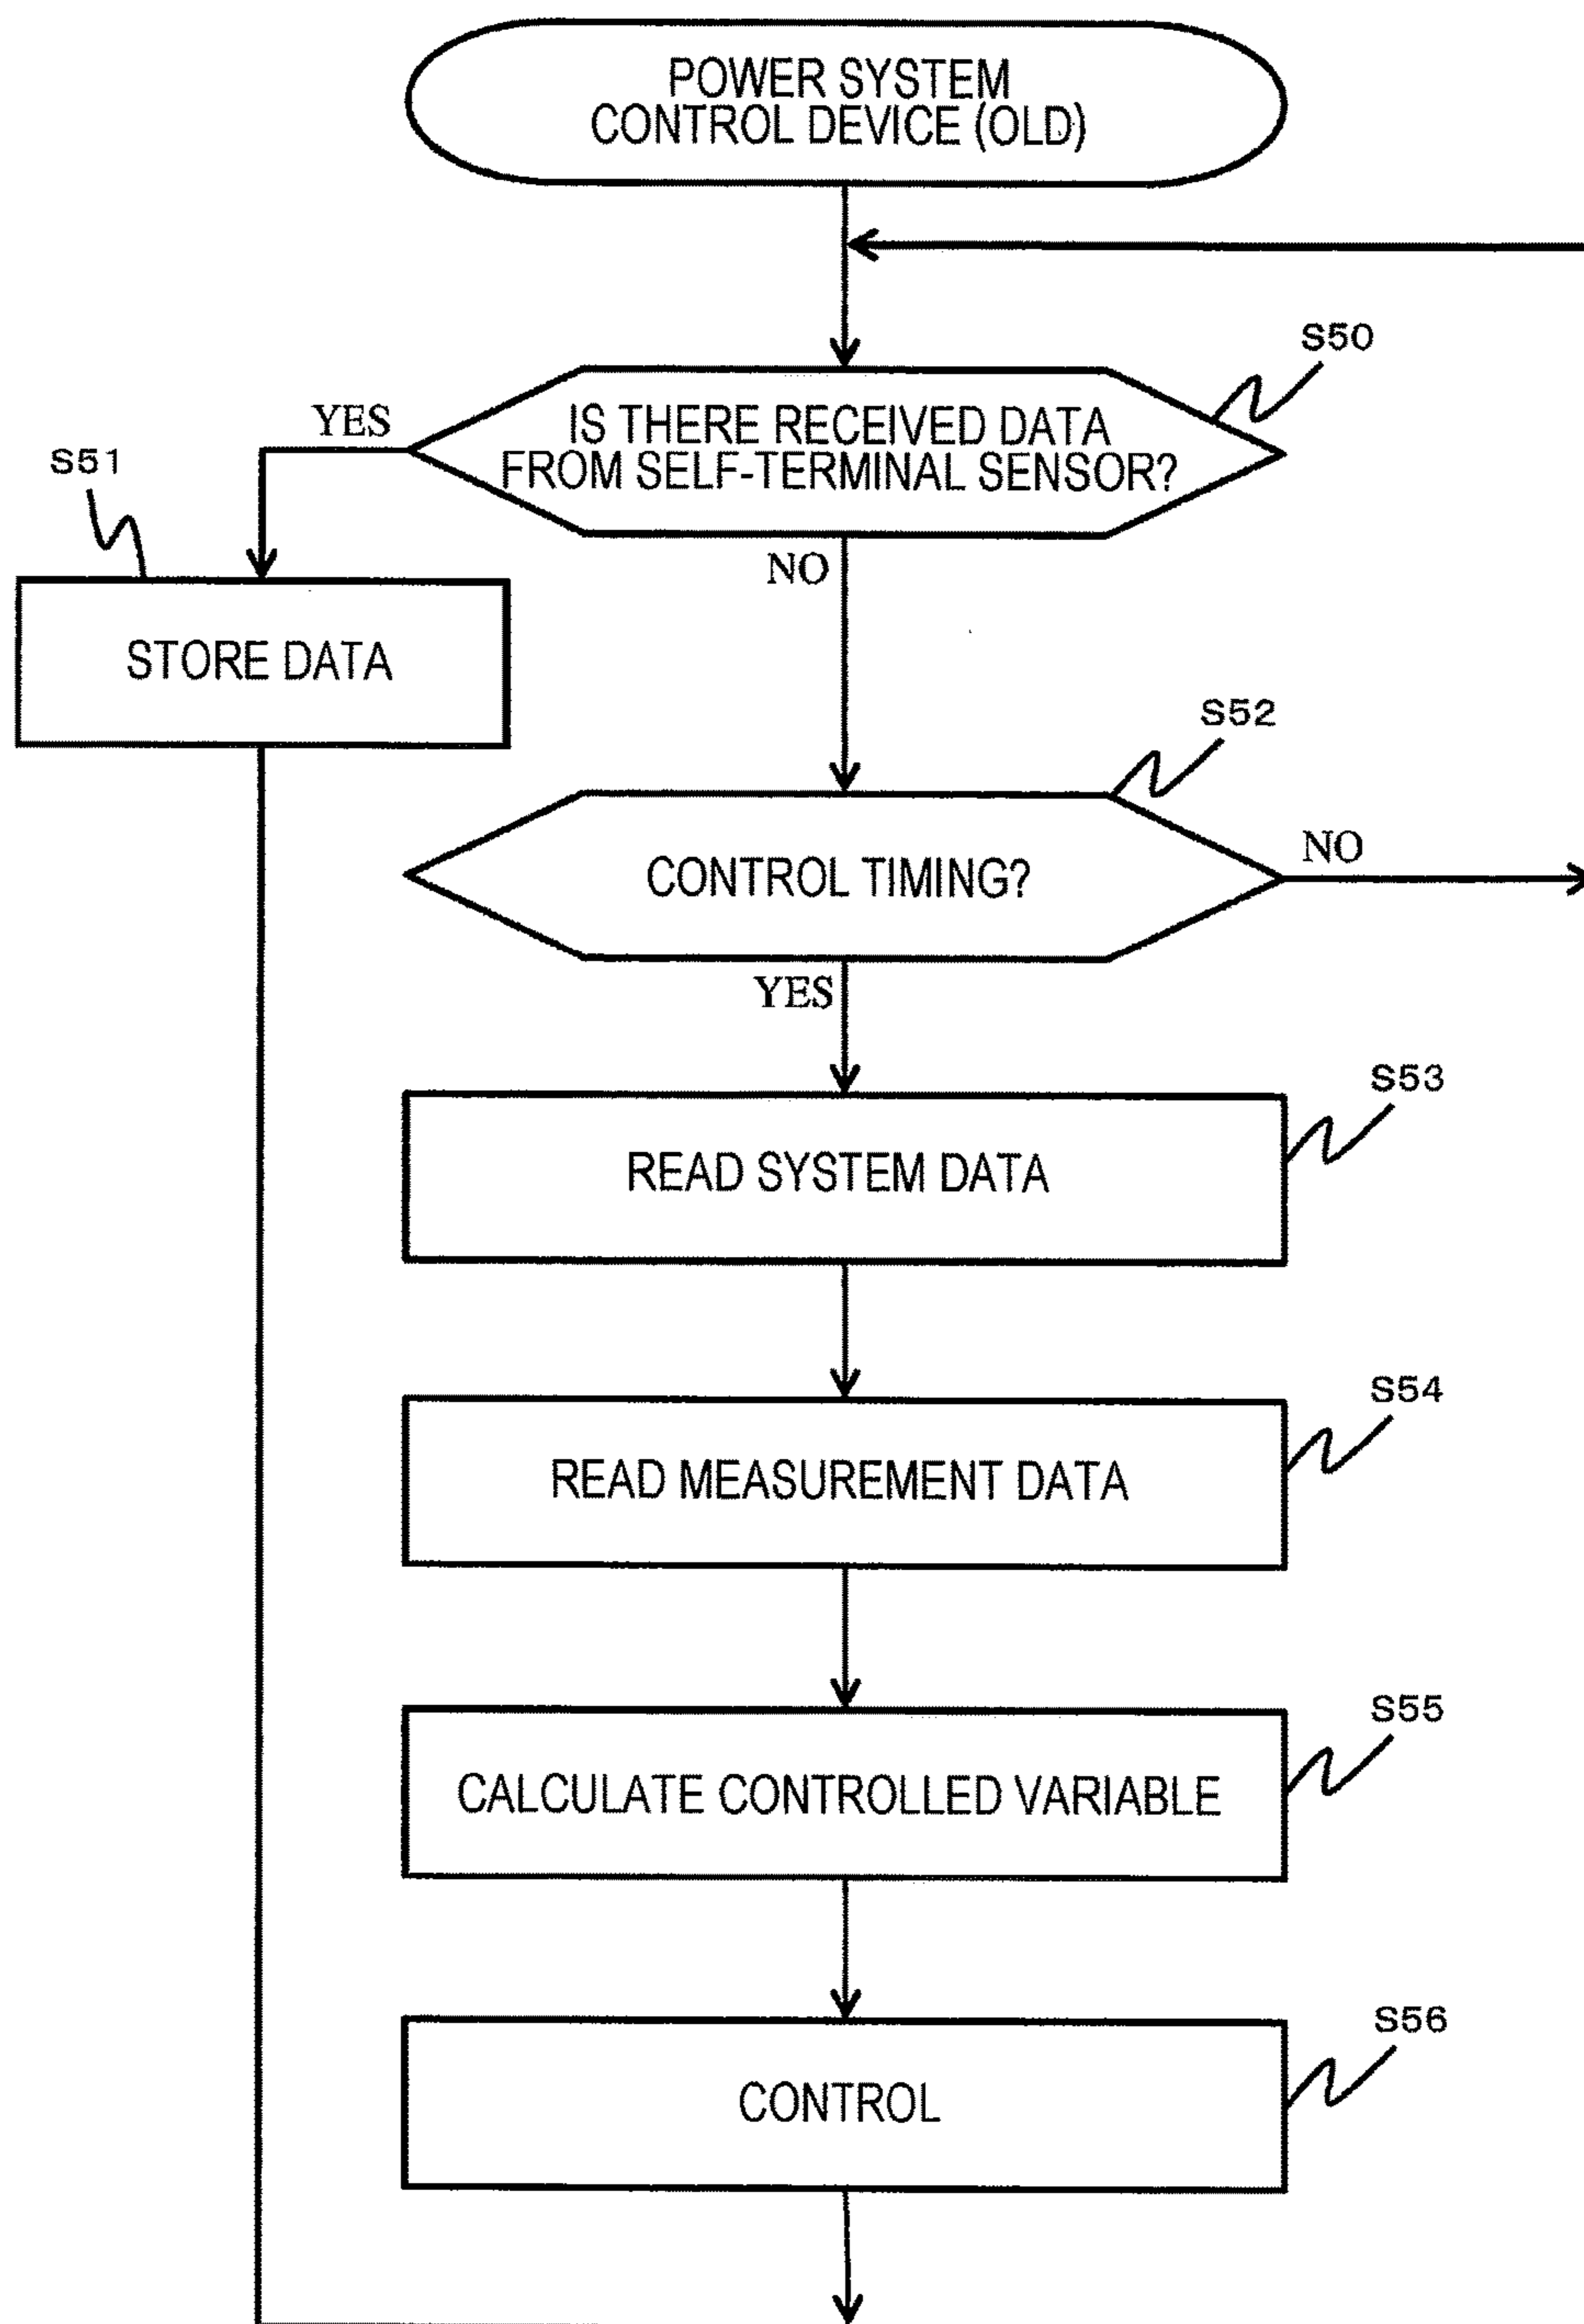 POWER SYSTEM
CONTROL DEVICE (OLD)
S50
IS THERE RECEIVED DATA
FROM SELF-TERMINAL SENSOR?
YES
NO
S51
STORE DATA
S52
CONTROL TIMING?
NO
YES
S53
READ SYSTEM DATA
S54
READ MEASUREMENT DATA
S55
CALCULATE CONTROLLED VARIABLE
S56
CONTROL